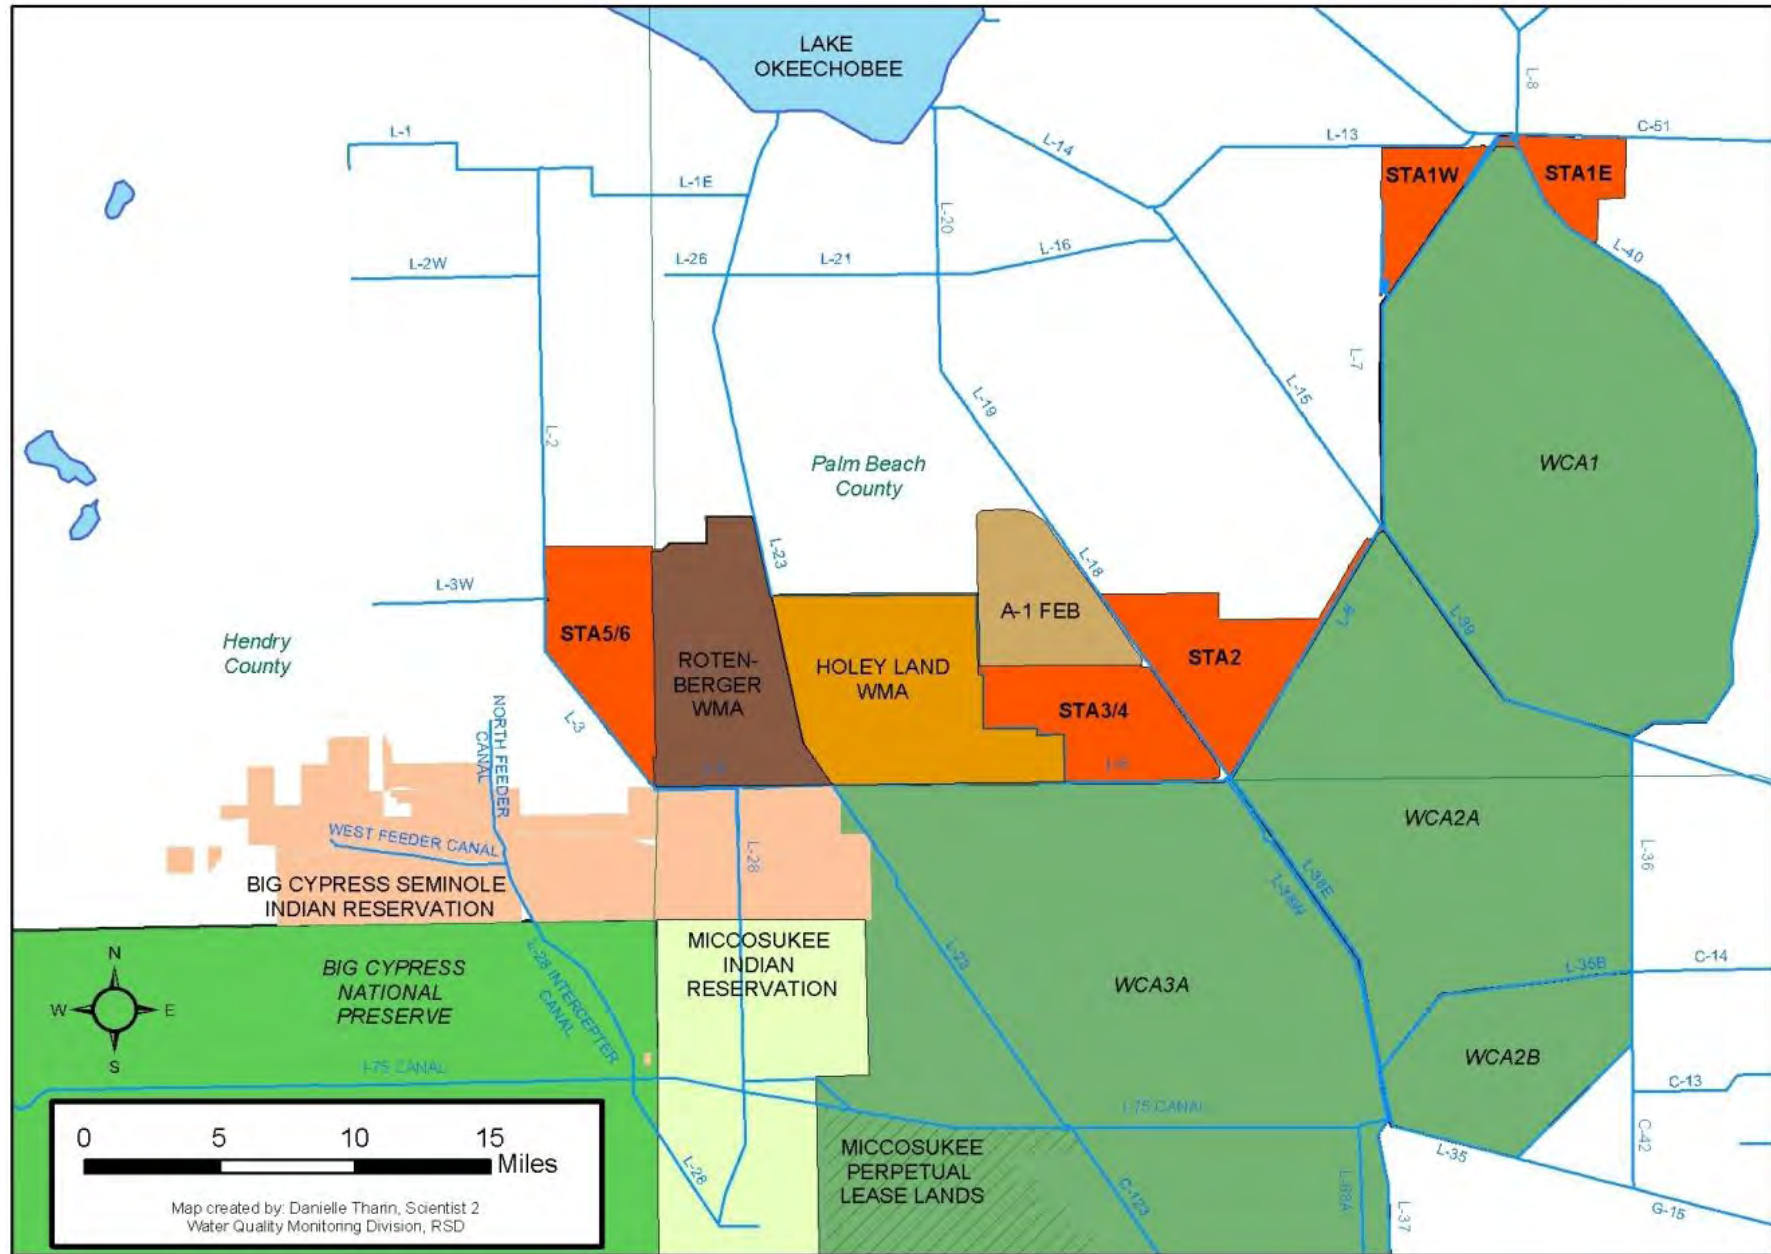 LAKE
OKEECHOBEE
L-8
L-1
L-14
L-13
C-51
STA1W
STA1E
L-1E
L-20
L-2W
L-26
L-21
L-16
L-40
L-7
L-15
L-19
L-2
Palm Beach
County
WCA1
L-23
L-18
L-3W
STA5/6
A-1 FEB
L-39
Hendry
County
ROTEN-
BERGER
WMA
HOLEY LAND
WMA
STA2
STA3/4
L-3
NORTH FEEDER
CANAL
L-5
WCA2A
WEST FEEDER CANAL
L-28
L-36
BIG CYPRESS SEMINOLE
INDIAN RESERVATION
L-38E
L-38W
MICCOSUKEE
INDIAN
RESERVATION
L-23
N
W
E
S
BIG CYPRESS
NATIONAL
PRESERVE
L-28 INTERCEPTER
CANAL
WCA3A
L-35B
C-14
WCA2B
I-75 CANAL
C-13
I-75 CANAL
0 5 10 15
Miles
MICCOSUKEE
PERPETUAL
LEASE LANDS
L-28
C-123
L-68A
L-35
C-42
L-37
G-15
Map created by: Danielle Tharin, Scientist 2
Water Quality Monitoring Division, RSD